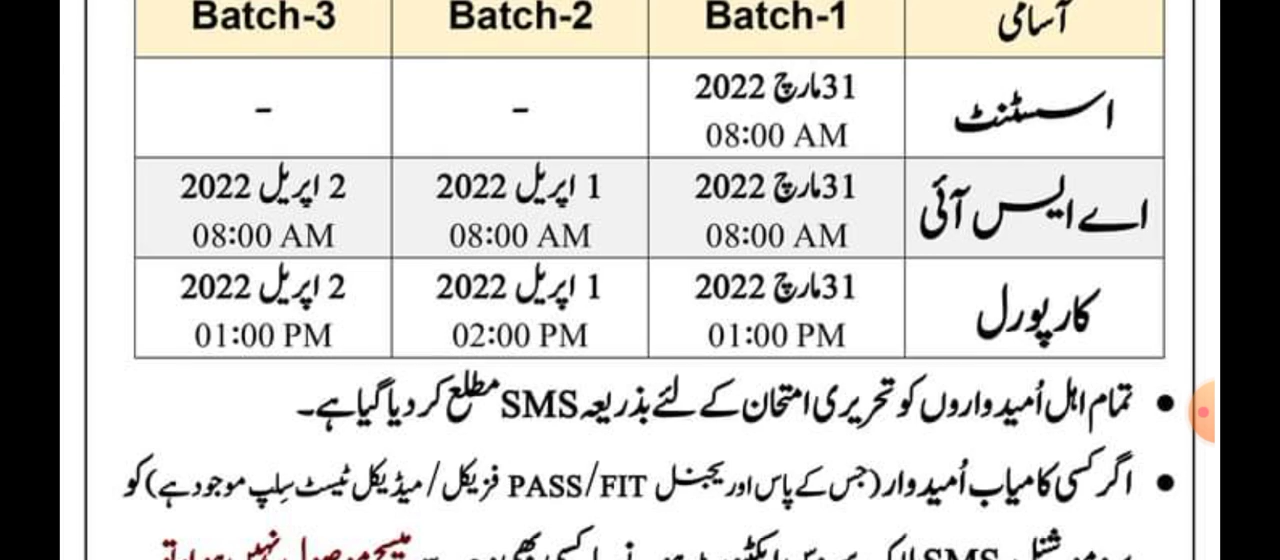 آسامی Batch-1 Batch-2 Batch-3
اسسٹنٹ 31مارچ 2022 08:00 AM - -
اے ایس آئی 31مارچ 2022 08:00 AM 1 اپریل 2022 08:00 AM 2 اپریل 2022 08:00 AM
کارپورل 31مارچ 2022 01:00 PM 1 اپریل 2022 02:00 PM 2 اپریل 2022 01:00 PM
• تمام اہل اُمیدواروں کو تحریری امتحان کے لئے بذریعہ SMS مطلع کر دیا گیا ہے۔
• اگر کسی کامیاب اُمیدوار (جس کے پاس اوریجنل PASS/FIT فزیکل/میڈیکل ٹیسٹ سلِپ موجود ہے) کو
SMS